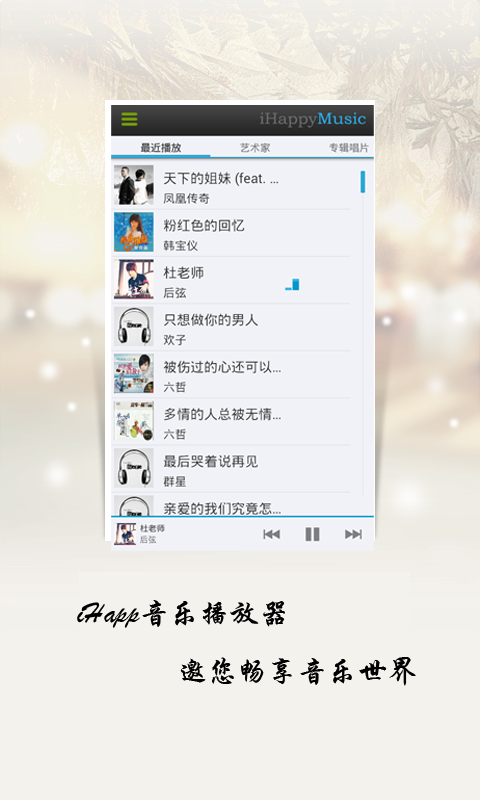 iHappyMusic
最近播放 艺术家 专辑唱片
天下的姐妹 (feat. ...
凤凰传奇
粉红色的回忆
韩宝仪
杜老师
后弦
只想做你的男人
欢子
被伤过的心还可以...
六哲
多情的人总被无情...
六哲
最后哭着说再见
群星
亲爱的我们究竟怎...
杜老师
后弦
iHapp音乐播放器
邀您畅享音乐世界